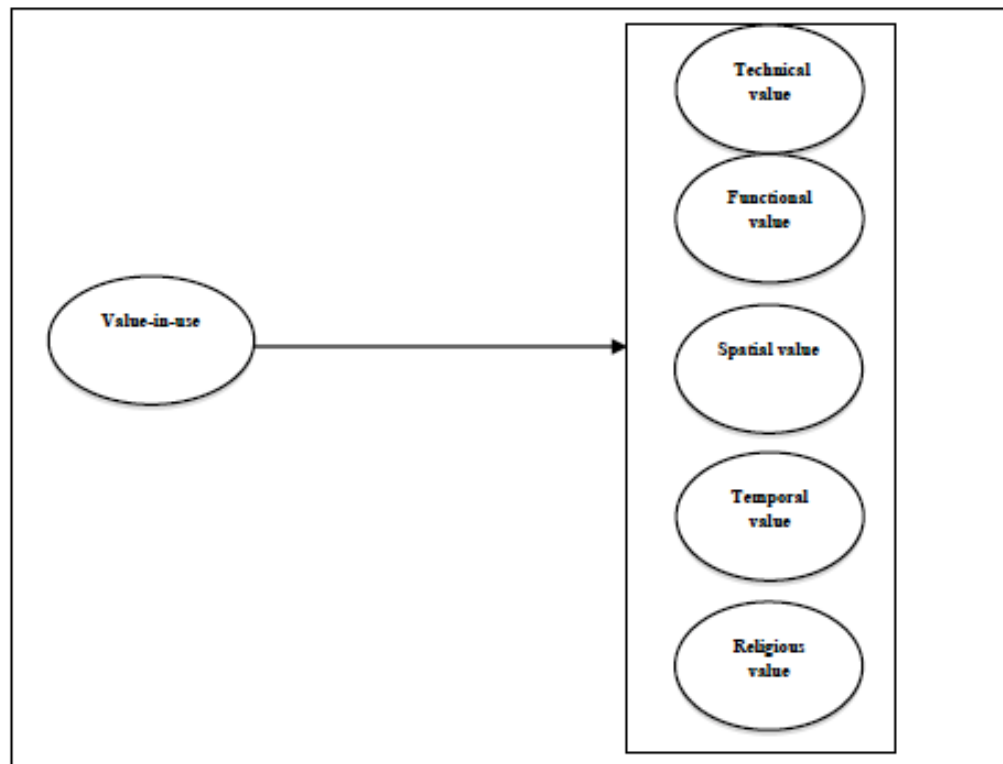 Technical
value
Functional
value
Value-in-use
Spatial value
Temporal
value
Religious
value